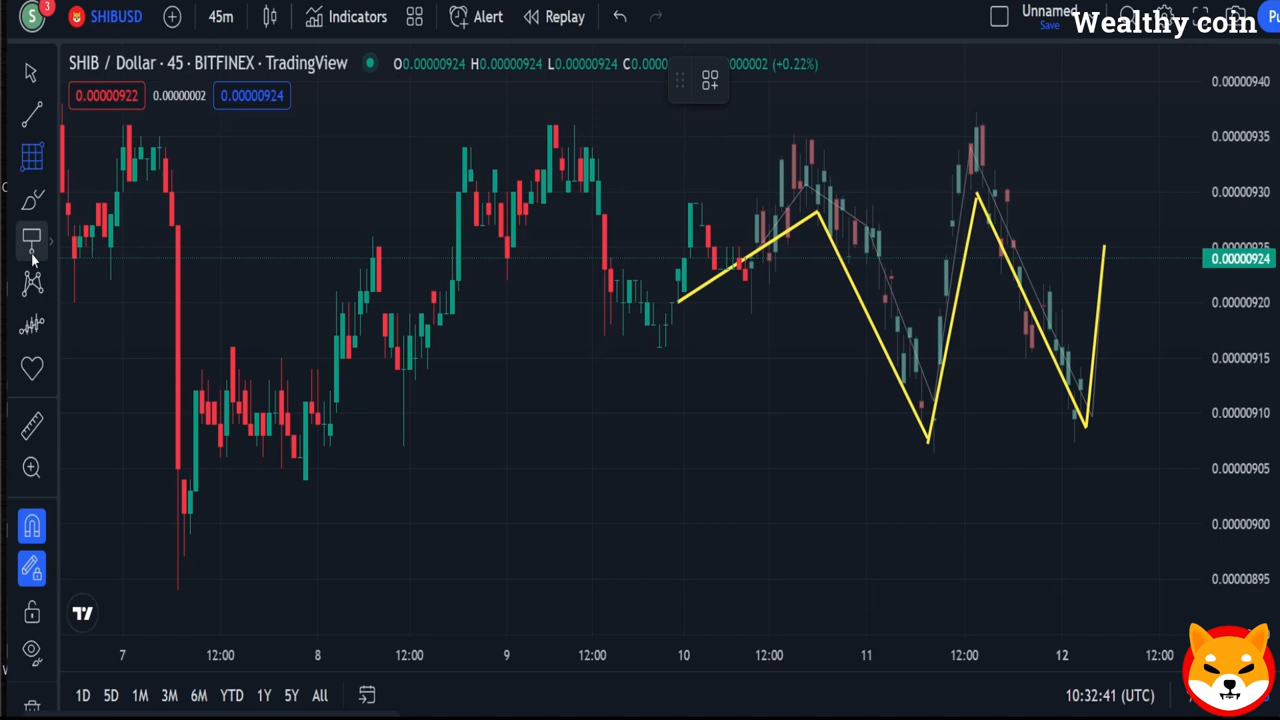 S 3 SHIBUSD 45m Indicators Alert Replay Unnamed
Save
Wealthy coin
SHIB / Dollar · 45 · BITFINEX · TradingView O0.00000924 H0.00000924 L0.00000924 (+0.22%)
0.00000922 0.00000002 0.00000924
0.00000940
0.00000935
0.00000930
0.00000924
0.00000920
0.00000915
0.00000910
0.00000905
0.00000900
0.00000895
7 12:00 8 12:00 9 12:00 10 12:00 11 12:00 12 12:00
1D 5D 1M 3M 6M YTD 1Y 5Y All 10:32:41 (UTC)